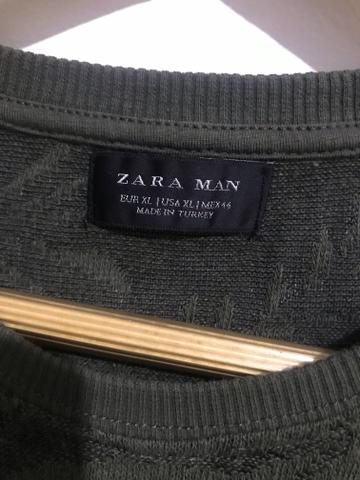 ZARA MAN
EUR XL | USA XL | MEX 44
MADE IN TURKEY